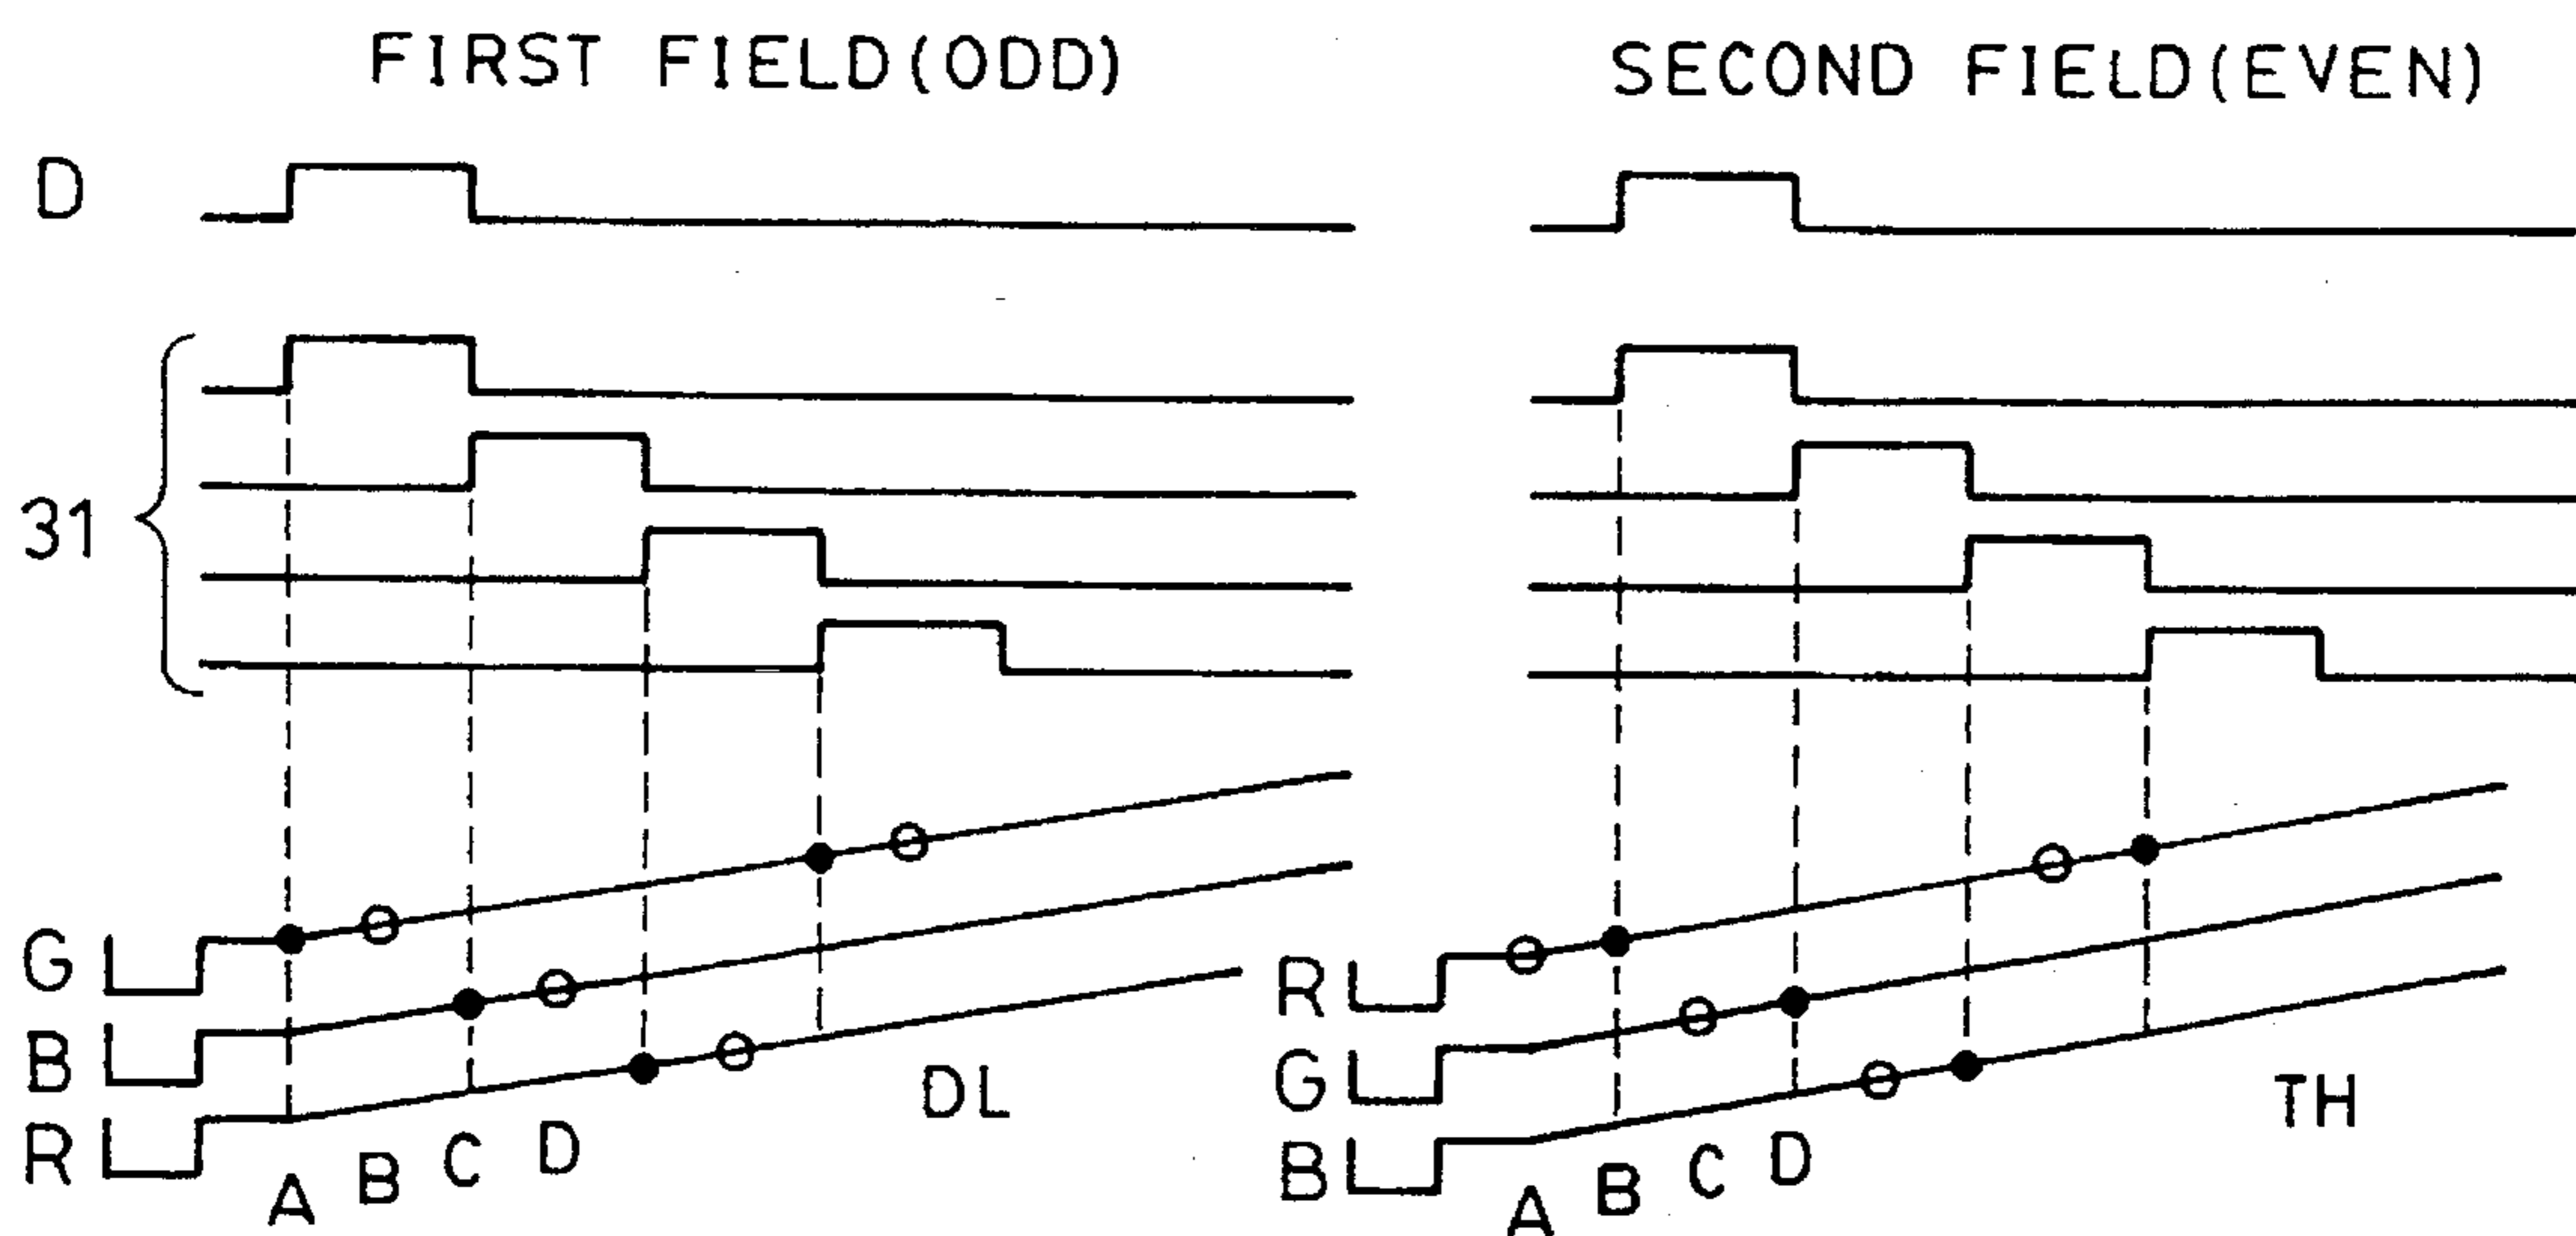 FIRST FIELD(ODD)
SECOND FIELD(EVEN)
D
31
G
B
R
A
B
C
D
DL
R
G
B
A
B
C
D
TH